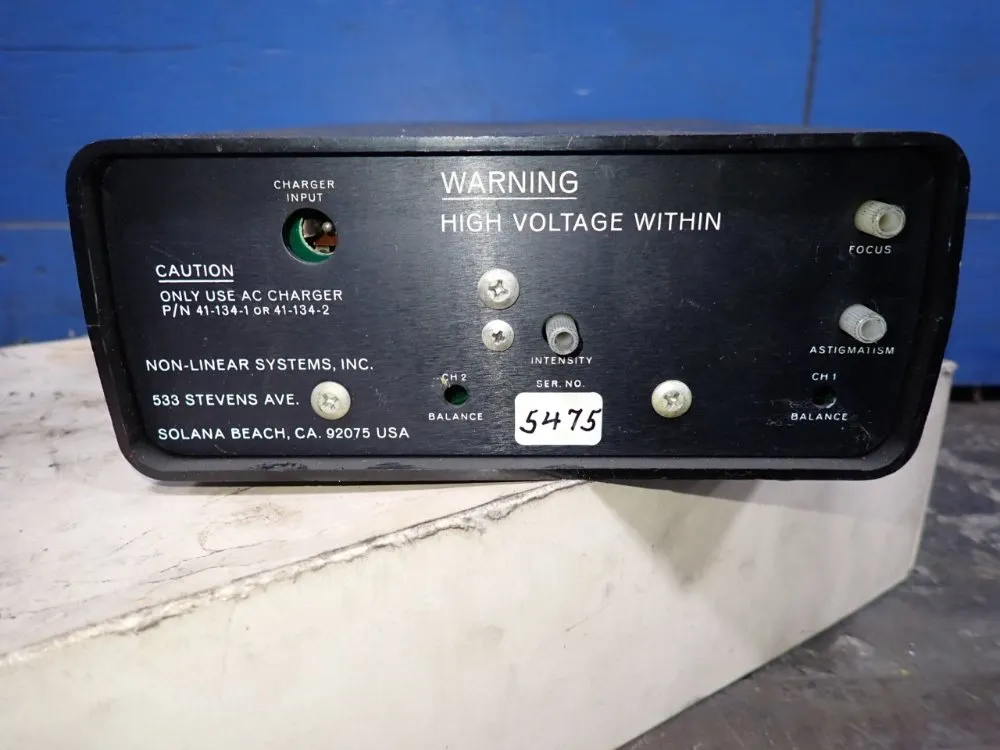 CHARGER
INPUT
WARNING
HIGH VOLTAGE WITHIN
FOCUS
CAUTION
ONLY USE AC CHARGER
P/N 41-134-1 OR 41-134-2
INTENSITY
ASTIGMATISM
NON-LINEAR SYSTEMS, INC.
533 STEVENS AVE.
SOLANA BEACH, CA. 92075 USA
CH 2
BALANCE
SER. NO.
5475
CH 1
BALANCE